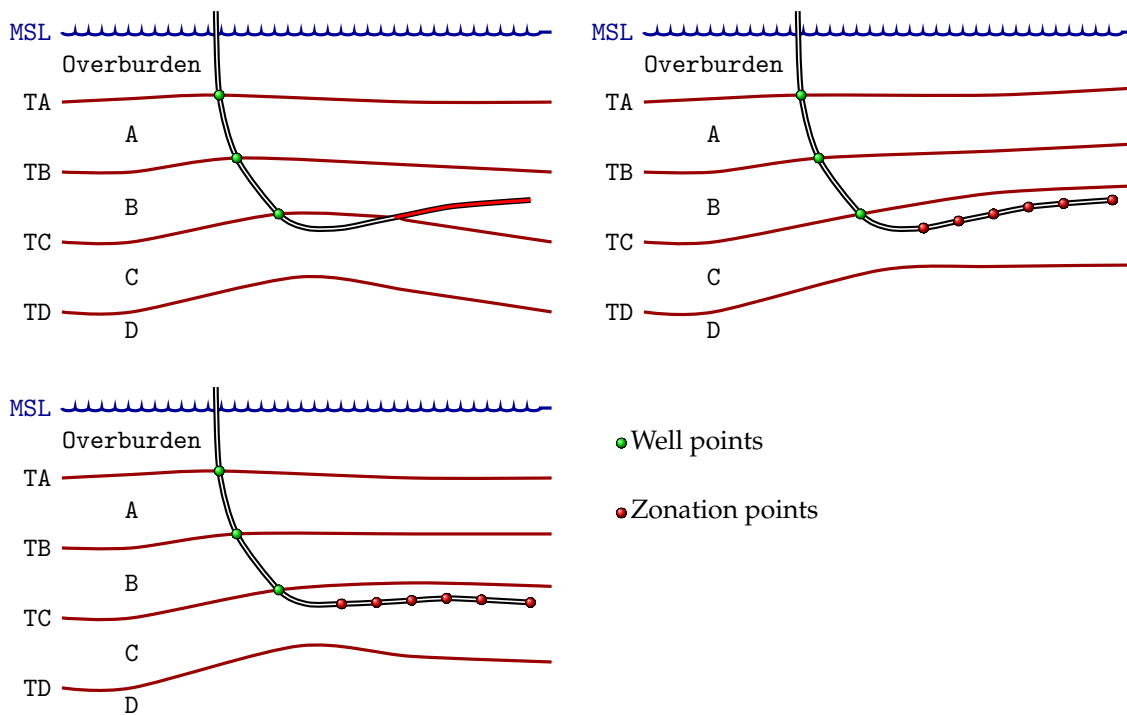 MSL
Overburden
TA
A
TB
B
TC
C
TD
D
MSL
Overburden
TA
A
TB
B
TC
C
TD
D
MSL
Overburden
TA
A
TB
B
TC
C
TD
D
Well points
Zonation points